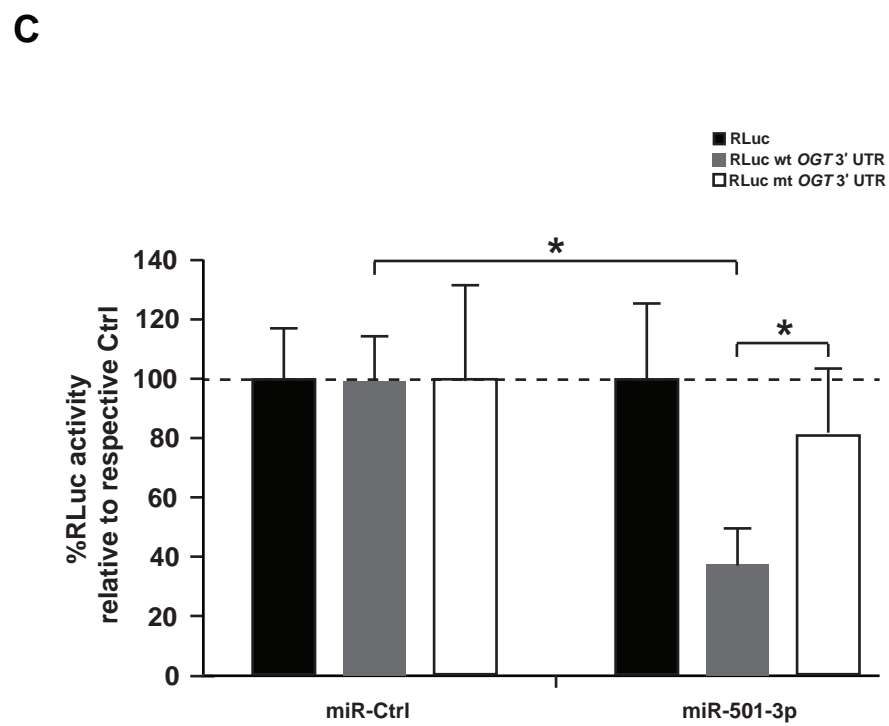 C
RLuc
RLuc wt OGT 3' UTR
RLuc mt OGT 3' UTR
*
*
140
120
100
80
60
40
20
0
%RLuc activity
relative to respective Ctrl
miR-Ctrl
miR-501-3p